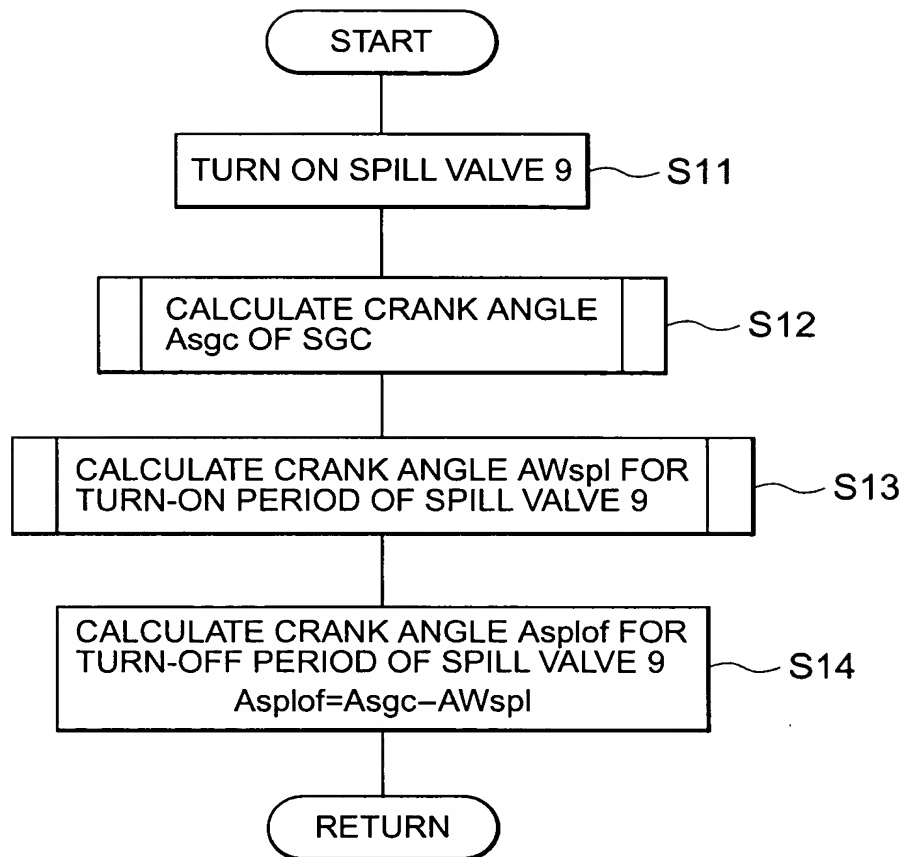 START
TURN ON SPILL VALVE 9
S11
CALCULATE CRANK ANGLE
Asgc OF SGC
S12
CALCULATE CRANK ANGLE AWspl FOR
TURN-ON PERIOD OF SPILL VALVE 9
S13
CALCULATE CRANK ANGLE Asplof FOR
TURN-OFF PERIOD OF SPILL VALVE 9
Asplof=Asgc–AWspl
S14
RETURN